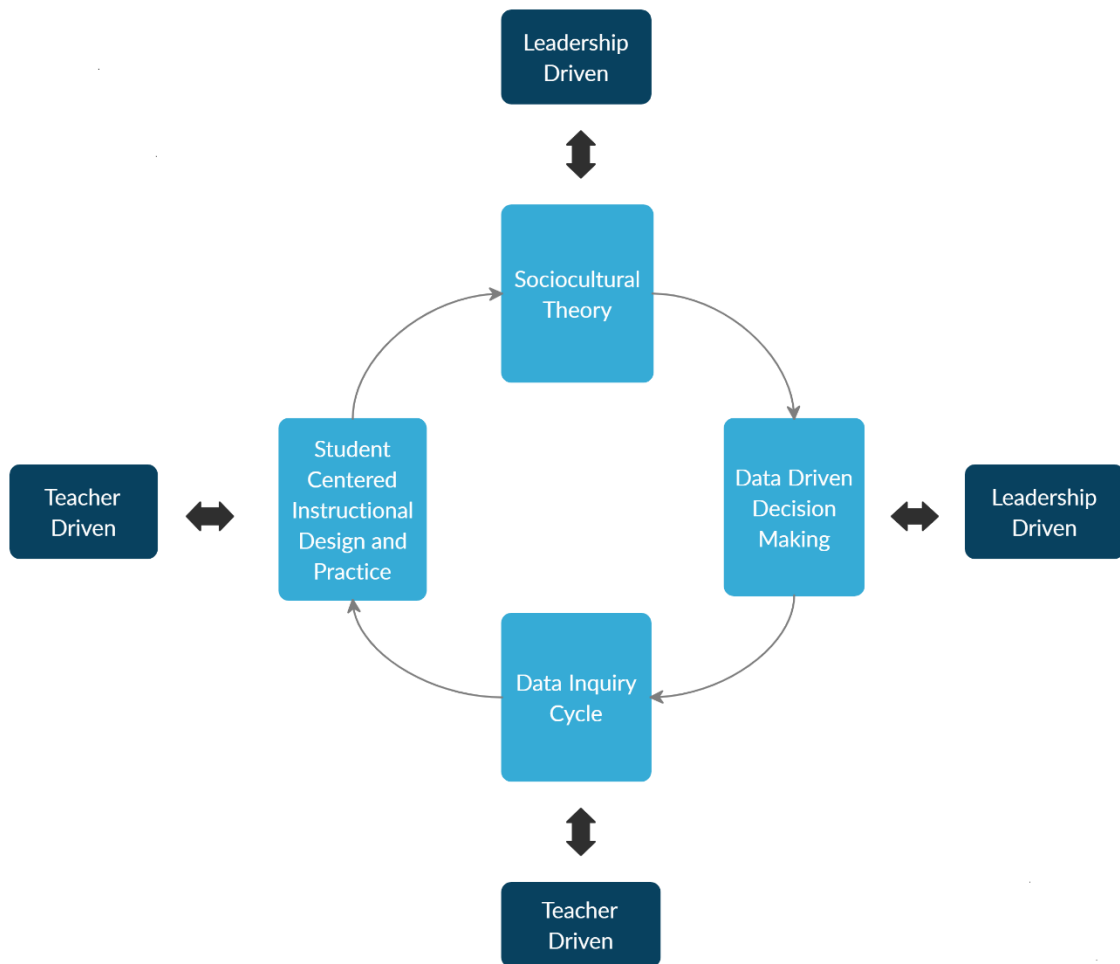 Leadership
Driven
Sociocultural
Theory
Student
Centered
Instructional
Design and
Practice
Data Driven
Decision
Making
Teacher
Driven
Leadership
Driven
Data Inquiry
Cycle
Teacher
Driven